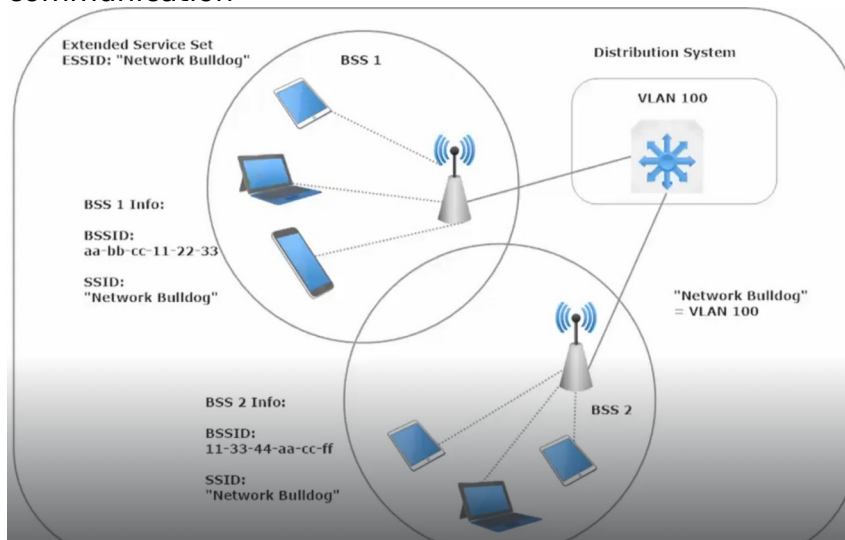 communication
Extended Service Set
ESSID: "Network Bulldog"
BSS 1
Distribution System
VLAN 100
BSS 1 Info:
BSSID:
aa-bb-cc-11-22-33
SSID:
"Network Bulldog"
"Network Bulldog"
= VLAN 100
BSS 2 Info:
BSS 2
BSSID:
11-33-44-aa-cc-ff
SSID:
"Network Bulldog"